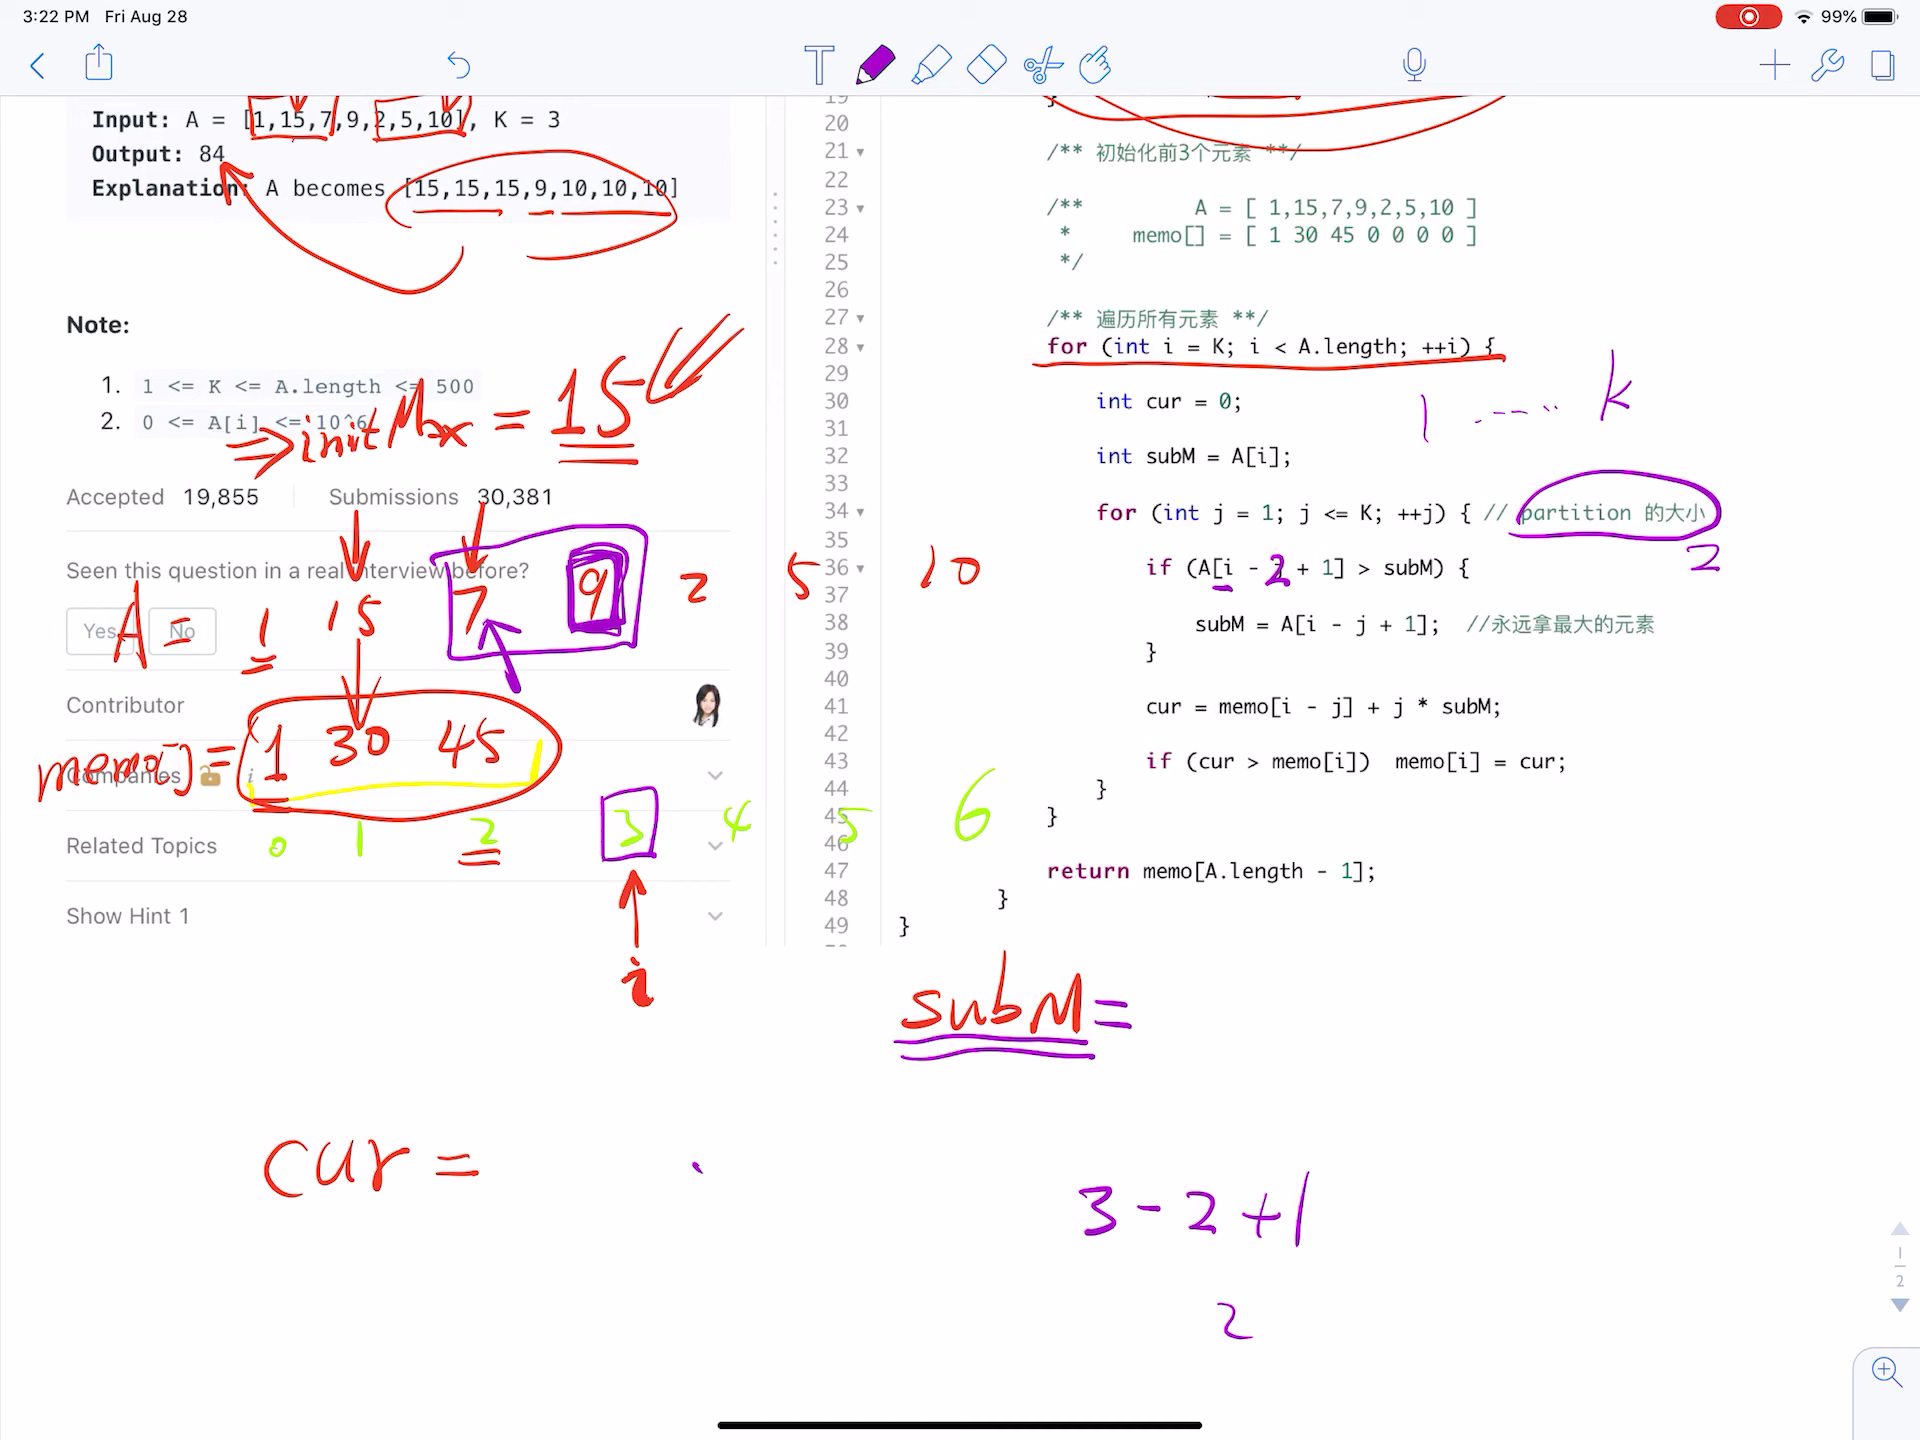 3:22 PM Fri Aug 28
99%
Input: A = [1,15,7,9,2,5,10], K = 3
Output: 84
Explanation: A becomes [15,15,15,9,10,10,10]
Note:
1. 1 <= K <= A.length <= 500
2. 0 <= A[i] <= 10^6
=> init Max = 15
Accepted 19,855 Submissions 30,381
Seen this question in a real interview before?
Yes No
A = 1 15 7 9 2 5 10
Contributor
memo[] = 1 30 45
Companies i
0 1 2 3 4 5 6
Related Topics
Show Hint 1
i
19 }
20
21 /** 初始化前3个元素 **/
22
23 /** A = [ 1,15,7,9,2,5,10 ]
24 * memo[] = [ 1 30 45 0 0 0 0 ]
25 */
26
27 /** 遍历所有元素 **/
28 for (int i = K; i < A.length; ++i) {
29
30 int cur = 0;
1 ..... k
31
32 int subM = A[i];
33
34 for (int j = 1; j <= K; ++j) { // partition 的大小
35
2
36 if (A[i - 2 + 1] > subM) {
37
38 subM = A[i - j + 1]; //永远拿最大的元素
39 }
40
41 cur = memo[i - j] + j * subM;
42
43 if (cur > memo[i]) memo[i] = cur;
44 }
45 }
46
47 return memo[A.length - 1];
48 }
49 }
subM =
cur =
3 - 2 + 1
2
1
2